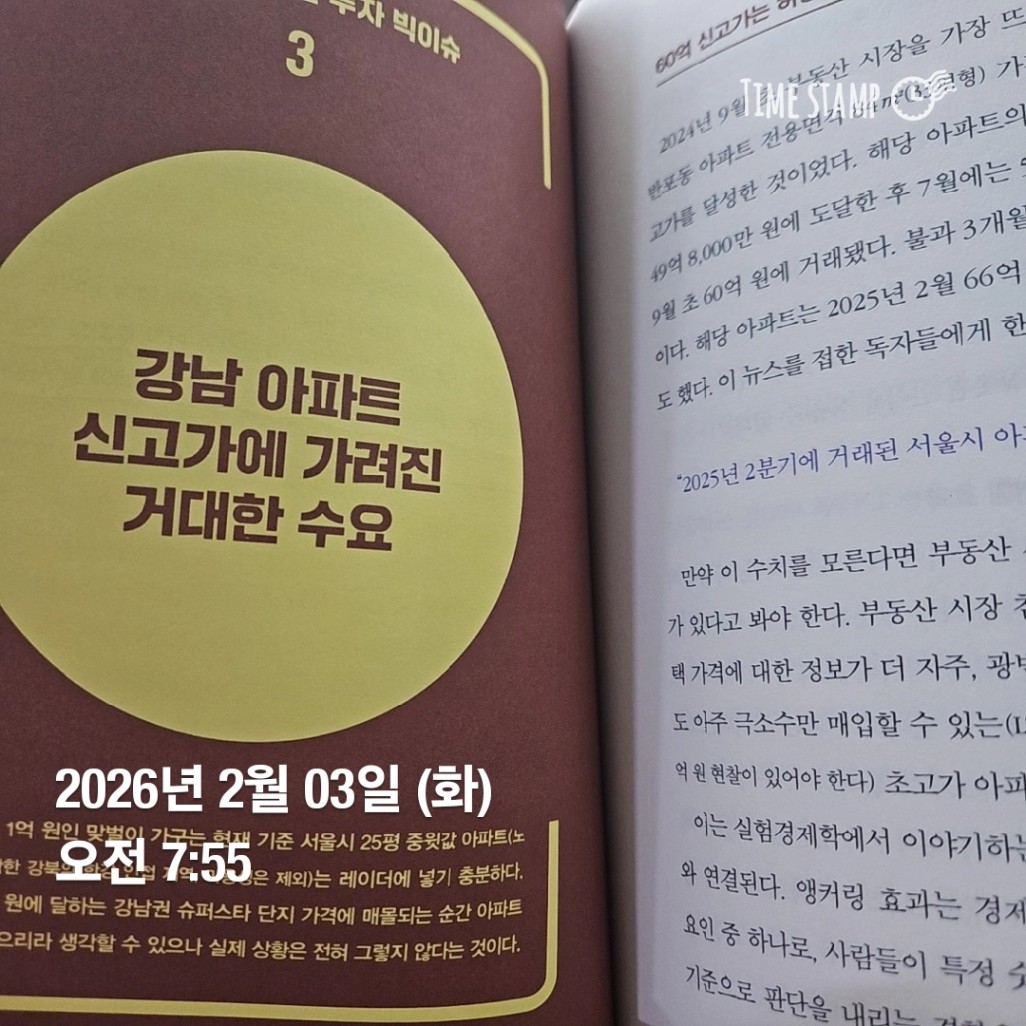 투자 빅이슈
3
강남 아파트
신고가에 가려진
거대한 수요
1억 원인 맞벌이 가구는 현재 기준 서울시 25평 중윗값 아파트(노
제외)는 레이더에 넣기 충분하다.
원에 달하는 강남권 슈퍼스타 단지 가격에 매몰되는 순간 아파트
으리라 생각할 수 있으나 실제 상황은 전혀 그렇지 않다는 것이다.
2026년 2월 03일 (화)
오전 7:55
TIME STAMP
60억 신고가는
2024년 9월 부동산 시장을 가장
반포동 아파트 전용면적 84㎡ 가
고가를 달성한 것이었다. 해당 아파트의
49억 8,000만 원에 도달한 후 7월에는
9월 초 60억 원에 거래됐다. 불과 3개월
이다. 해당 아파트는 2025년 2월 66억
도 했다. 이 뉴스를 접한 독자들에게 한
“2025년 2분기에 거래된 서울시 아
만약 이 수치를 모른다면 부동산
가 있다고 봐야 한다. 부동산 시장
택 가격에 대한 정보가 더 자주, 광
도 아주 극소수만 매입할 수 있는
억 원 현찰이 있어야 한다) 초고가 아파
이는 실험경제학에서 이야기하는
와 연결된다. 앵커링 효과는 경제
요인 중 하나로, 사람들이 특정
기준으로 판단을 내리는